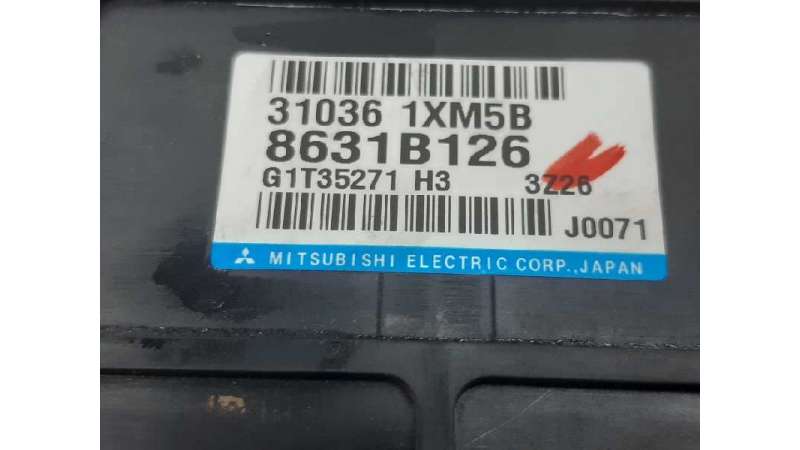 31036 1XM5B
8631B126
G1T35271 H3 3Z26
J0071
MITSUBISHI ELECTRIC CORP.,JAPAN